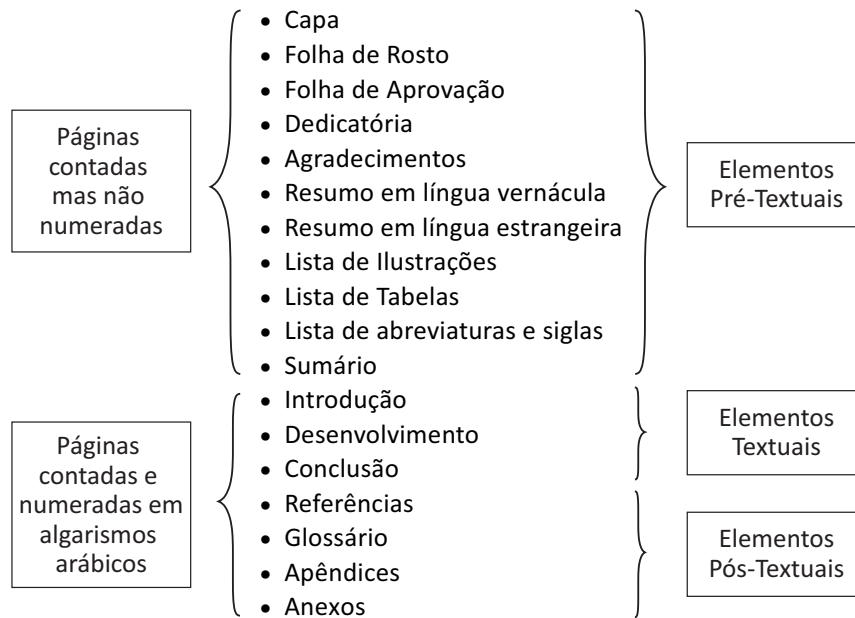 Páginas
contadas
mas não
numeradas
• Capa
• Folha de Rosto
• Folha de Aprovação
• Dedicatória
• Agradecimentos
• Resumo em língua vernácula
• Resumo em língua estrangeira
• Lista de Ilustrações
• Lista de Tabelas
• Lista de abreviaturas e siglas
• Sumário
Elementos
Pré-Textuais
Páginas
contadas e
numeradas em
algarismos
arábicos
• Introdução
• Desenvolvimento
• Conclusão
• Referências
• Glossário
• Apêndices
• Anexos
Elementos
Textuais
Elementos
Pós-Textuais